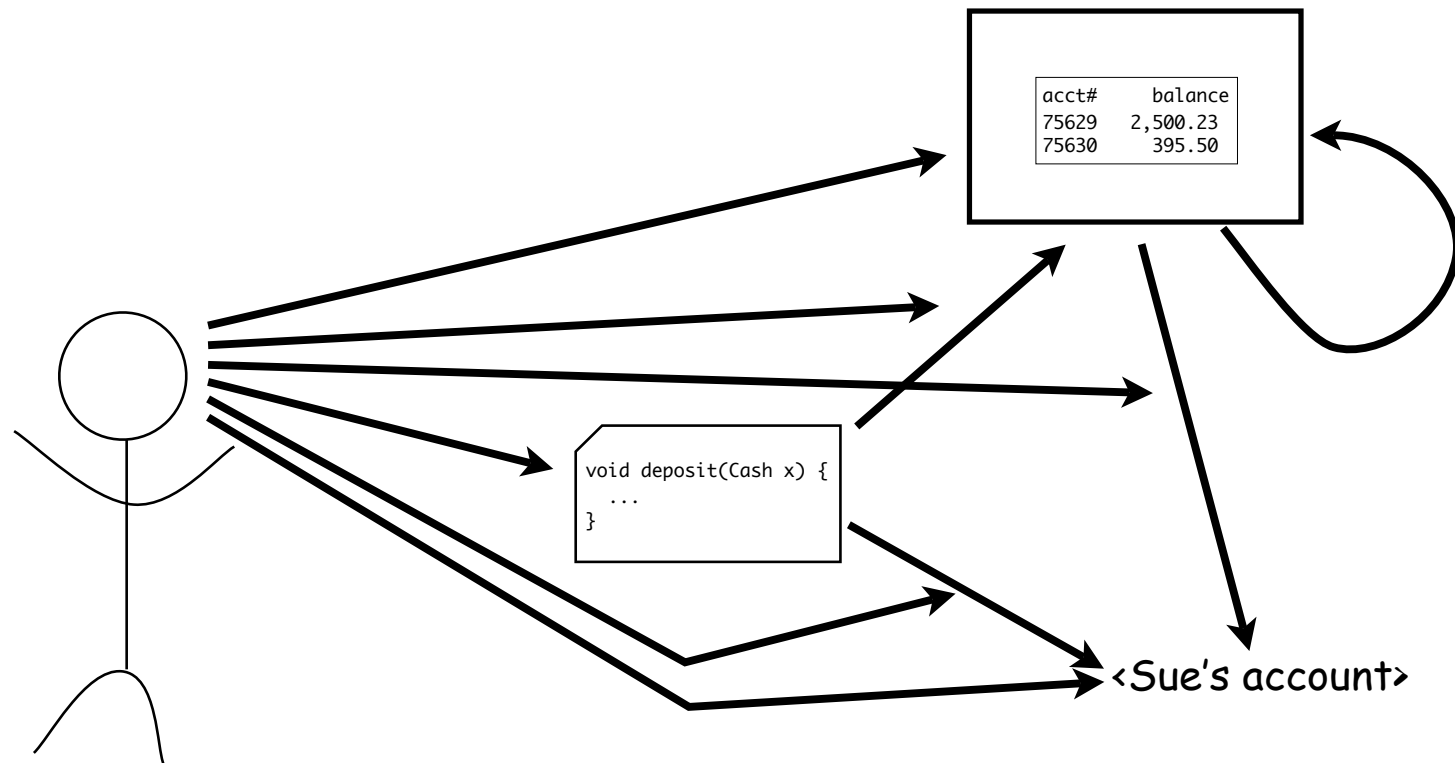 acct# balance
75629 2,500.23
75630 395.50
void deposit(Cash x) {
...
}
<Sue's account>